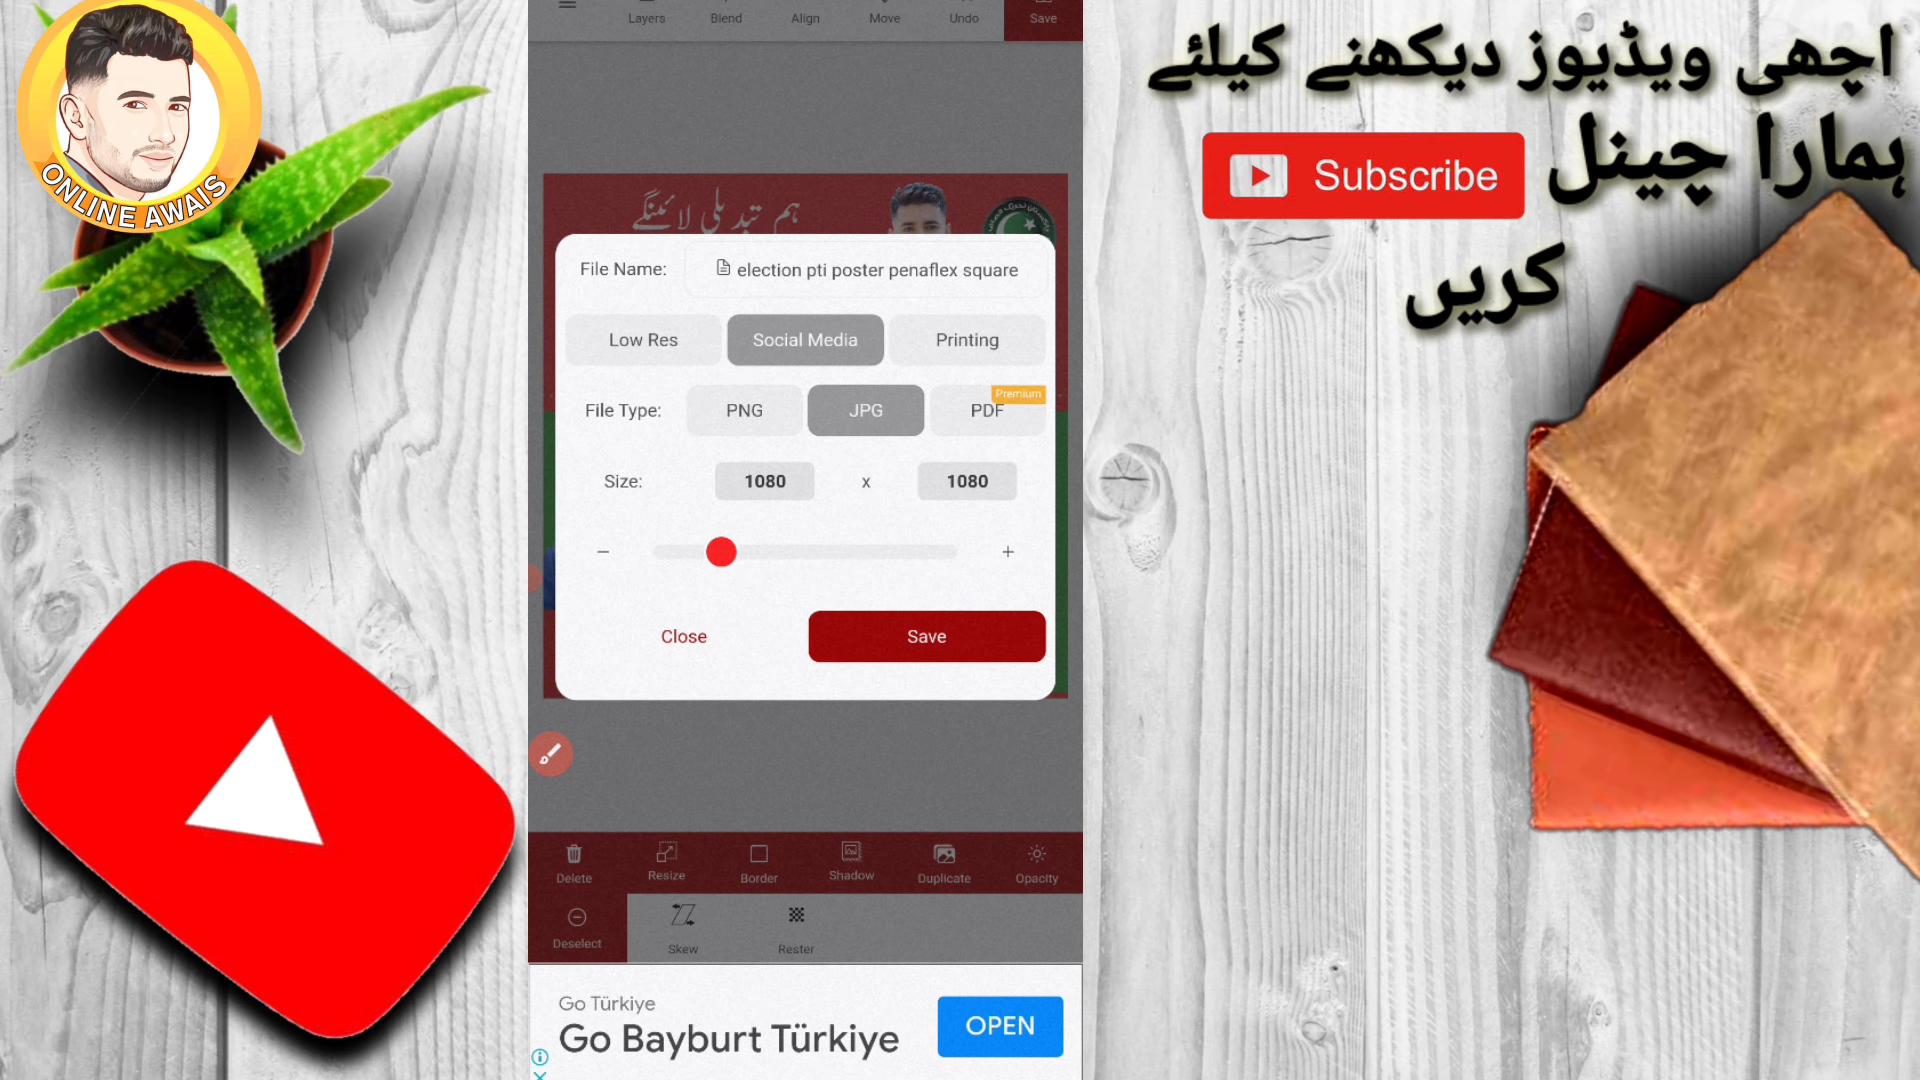 ONLINE AWAIS
Layers Blend Align Move Undo Save
ہم تبدیلی لائینگے
File Name: election pti poster penaflex square
Low Res Social Media Printing
Premium
File Type: PNG JPG PDF
Size: 1080 x 1080
− +
Close Save
Delete Resize Border Shadow Duplicate Opacity
Deselect Skew Rester
Go Türkiye
Go Bayburt Türkiye
OPEN
اچھی ویڈیوز دیکھنے کیلئے
ہمارا چینل Subscribe
کریں